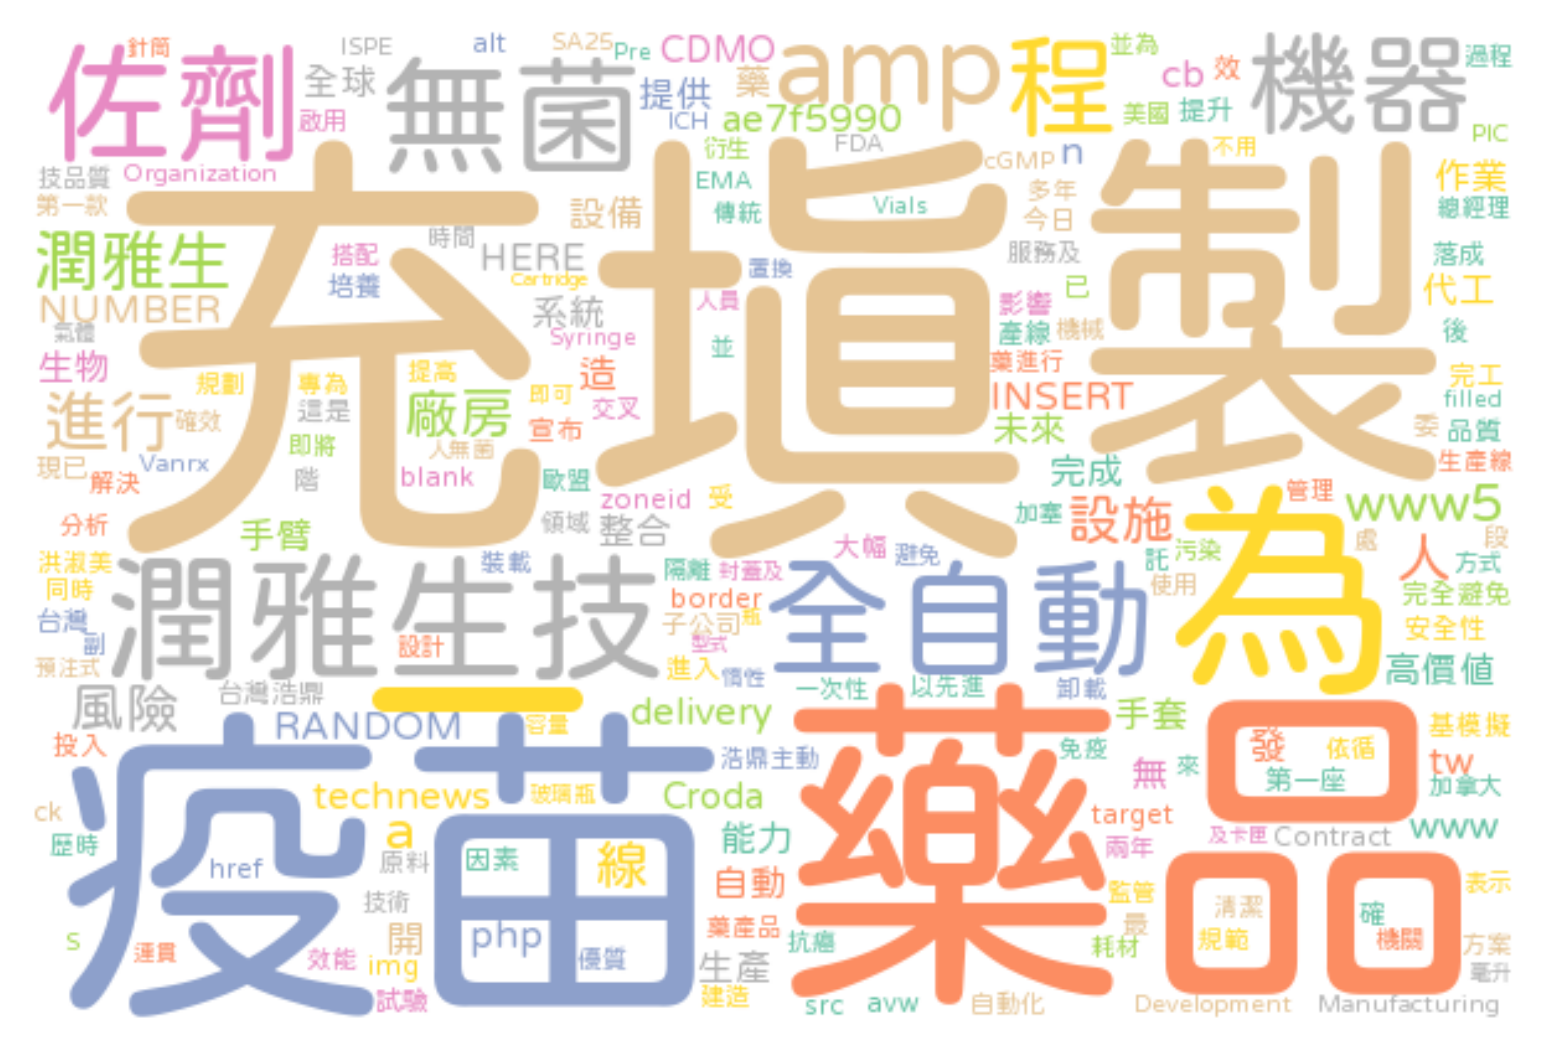 針筒
ISPE
alt
SA25
Pre
CDMO
amp
程
並為
過程
佐劑
全球
無菌
提供
藥
cb
效
機器
啟用
ICH
ae7f5990
美國
提升
PIC
技品質
Organization
衍生
FDA
cGMP
n
不用
作業
第一款
充填製
設備
EMA
傳統
Vials
多年
今日
總經理
潤雅生
搭配
時間
HERE
置換
服務及
落成
培養
Cartridge
人員
影響
已
代工
NUMBER
系統
氣體
Syringe
並
產線
機械
後
生物
規劃
專為
提高
即可
造
藥進行
完工
進行
確效
這是
廠房
交叉
INSERT
filled
即將
人無菌
宣布
未來
委
品質
現已
解決
Vanrx
階
blank
歐盟
zoneid
受
完成
管理
生產線
www5
分析
手臂
領域
整合
加塞
設施
為
處
段
洪淑美
潤雅生技
裝載
隔離
封蓋及
大幅
避免
託
污染
人
方式
同時
border
全自動
使用
完全避免
台灣
副
設計
子公司
瓶
型式
安全性
預注式
進入
惰性
高價值
風險
台灣浩鼎
一
一次性
以先進
卸載
投入
RANDOM
容量
delivery
手套
基模擬
疫苗
浩鼎主動
藥品
免疫
無
來
發
依循
tw
第一座
加拿大
ck
technews
玻璃瓶
Croda
target
歷時
a
原料
能力
兩年
及卡匣
Contract
www
href
因素
線
自動
監管
表示
技術
清潔
確
s
運貫
效能
開
php
優質
藥產品
抗癌
最
耗材
規範
機關
方案
img
生產
毫升
試驗
建造
src
avw
自動化
Development
Manufacturing